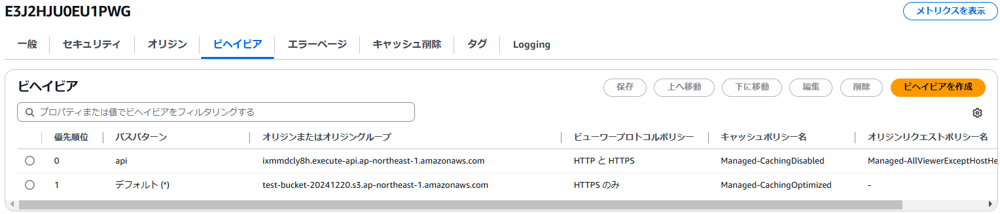 E3J2HJU0EU1PWG メトリクスを表示
一般 セキュリティ オリジン ビヘイビア エラーページ キャッシュ削除 タグ Logging
ビヘイビア 保存 上へ移動 下に移動 編集 削除 ビヘイビアを作成
プロパティまたは値でビヘイビアをフィルタリングする
優先順位 パスパターン オリジンまたはオリジングループ ビューワープロトコルポリシー キャッシュポリシー名 オリジンリクエストポリシー名
0 api ixmmdcly8h.execute-api.ap-northeast-1.amazonaws.com HTTP と HTTPS Managed-CachingDisabled Managed-AllViewerExceptHostHe
1 デフォルト (*) test-bucket-20241220.s3.ap-northeast-1.amazonaws.com HTTPS のみ Managed-CachingOptimized -